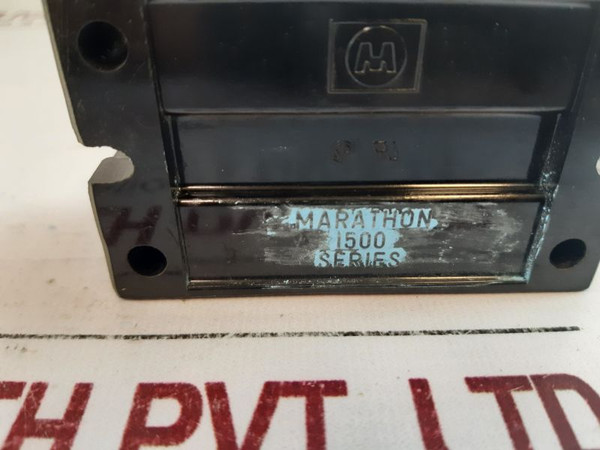 M
MARATHON
1500
SERIES
TH PVT. LTD